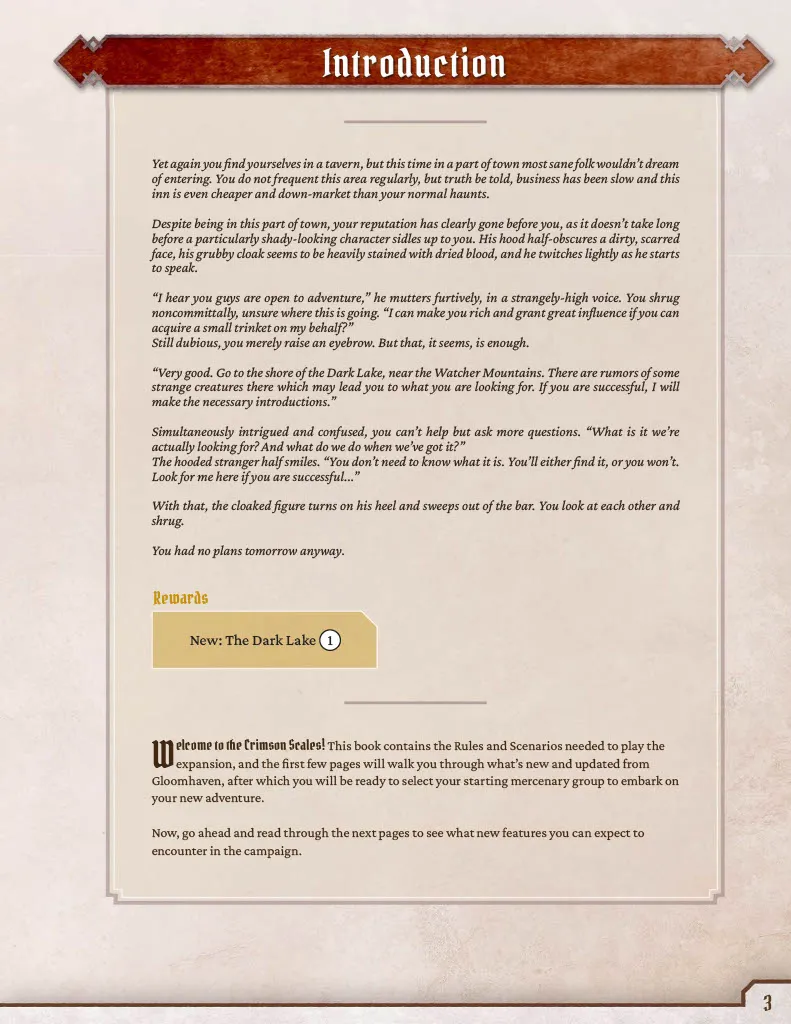 Introduction
Yet again you find yourselves in a tavern, but this time in a part of town most sane folk wouldn’t dream
of entering. You do not frequent this area regularly, but truth be told, business has been slow and this
inn is even cheaper and down-market than your normal haunts.
Despite being in this part of town, your reputation has clearly gone before you, as it doesn’t take long
before a particularly shady-looking character sidles up to you. His hood half-obscures a dirty, scarred
face, his grubby cloak seems to be heavily stained with dried blood, and he twitches lightly as he starts
to speak.
“I hear you guys are open to adventure,” he mutters furtively, in a strangely-high voice. You shrug
noncommittally, unsure where this is going. “I can make you rich and grant great influence if you can
acquire a small trinket on my behalf?”
Still dubious, you merely raise an eyebrow. But that, it seems, is enough.
“Very good. Go to the shore of the Dark Lake, near the Watcher Mountains. There are rumors of some
strange creatures there which may lead you to what you are looking for. If you are successful, I will
make the necessary introductions.”
Simultaneously intrigued and confused, you can’t help but ask more questions. “What is it we’re
actually looking for? And what do we do when we’ve got it?”
The hooded stranger half smiles. “You don’t need to know what it is. You’ll either find it, or you won’t.
Look for me here if you are successful...”
With that, the cloaked figure turns on his heel and sweeps out of the bar. You look at each other and
shrug.
You had no plans tomorrow anyway.
Rewards
New: The Dark Lake 1
Welcome to the Crimson Scales! This book contains the Rules and Scenarios needed to play the
expansion, and the first few pages will walk you through what’s new and updated from
Gloomhaven, after which you will be ready to select your starting mercenary group to embark on
your new adventure.
Now, go ahead and read through the next pages to see what new features you can expect to
encounter in the campaign.
3